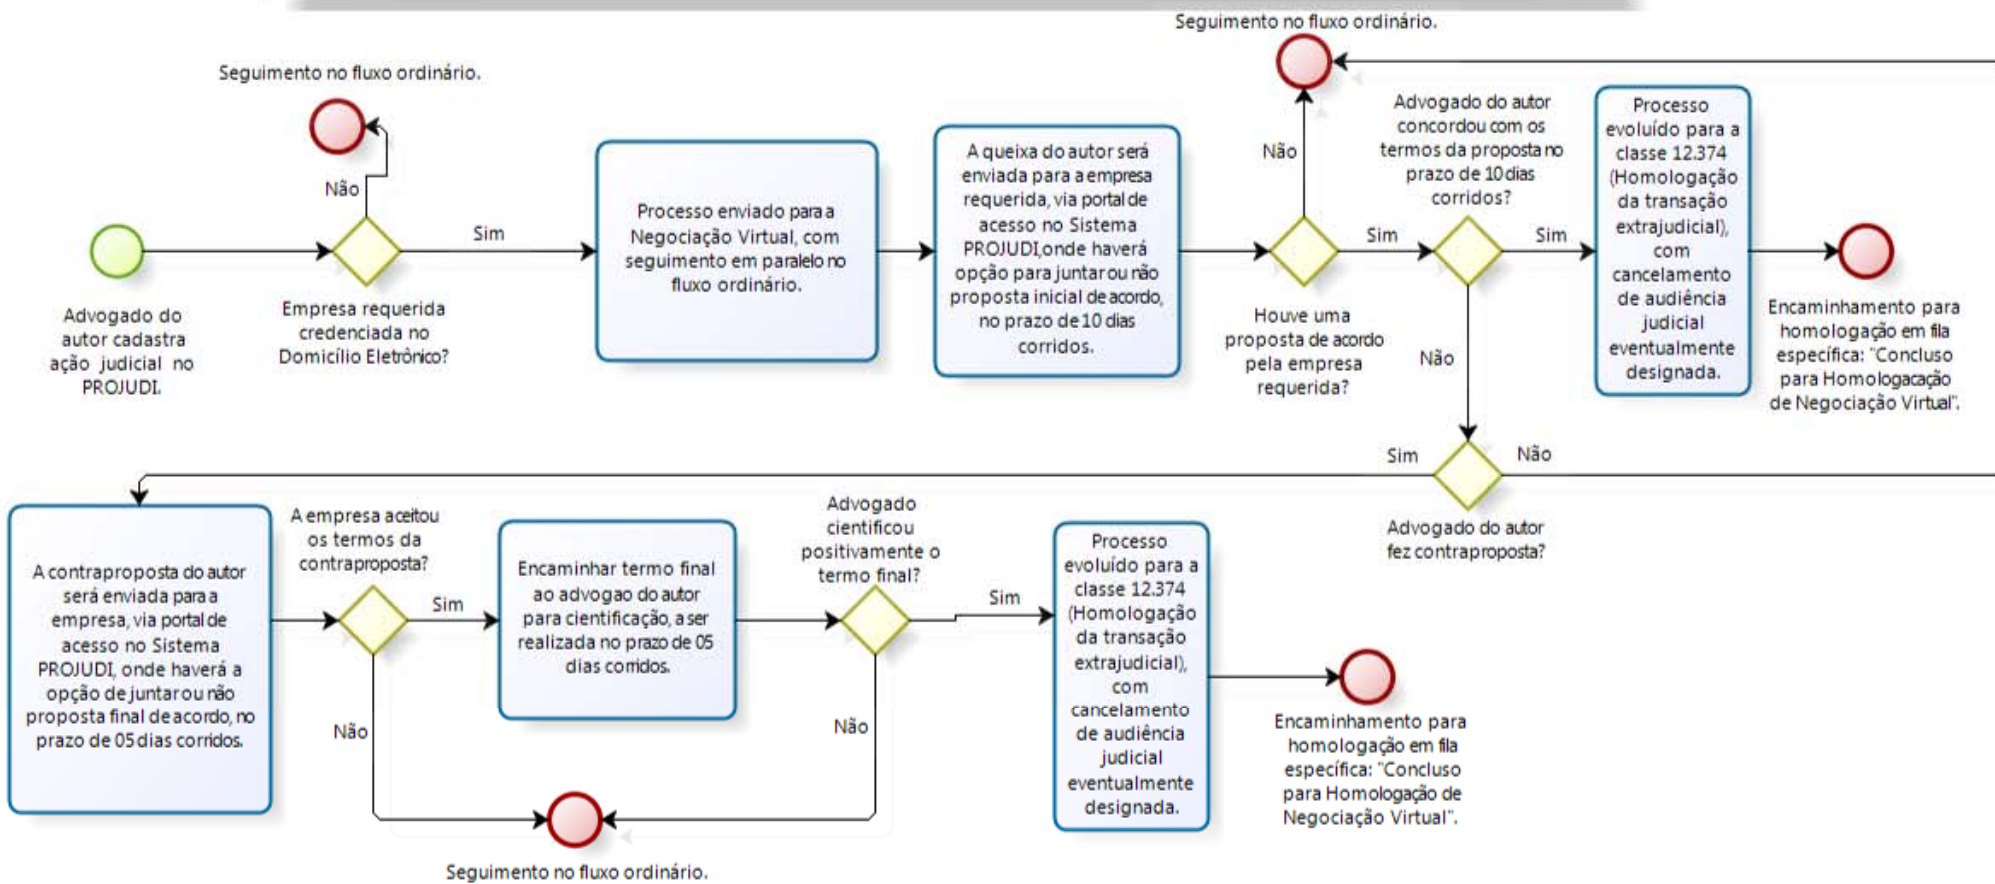 Seguimento no fluxo ordinário.
Seguimento no fluxo ordinário.
Não
Sim
Advogado do
autor cadastra
ação judicial no
PROJUDI.
Empresa requerida
credenciada no
Domicílio Eletrônico?
Processo enviado para a
Negociação Virtual, com
seguimento em paralelo no
fluxo ordinário.
A queixa do autor será
enviada para a empresa
requerida, via portal de
acesso no Sistema
PROJUDI,onde haverá
opção para juntar ou não
proposta inicial de acordo,
no prazo de 10 dias
corridos.
Não
Sim
Houve uma
proposta de acordo
pela empresa
requerida?
Advogado do autor
concordou com os
termos da proposta no
prazo de 10 dias
corridos?
Sim
Não
Processo
evoluído para a
classe 12.374
(Homologação
da transação
extrajudicial),
com
cancelamento
de audiência
judicial
eventualmente
designada.
Encaminhamento para
homologação em fila
específica: "Concluso
para Homologacação
de Negociação Virtual".
Sim
Não
Advogado do autor
fez contraproposta?
A contraproposta do autor
será enviada para a
empresa, via portal de
acesso no Sistema
PROJUDI, onde haverá a
opção de juntar ou não
proposta final de acordo, no
prazo de 05 dias corridos.
A empresa aceitou
os termos da
contraproposta?
Sim
Não
Encaminhar termo final
ao advogao do autor
para cientificação, a ser
realizada no prazo de 05
dias corridos.
Advogado
cientificou
positivamente o
termo final?
Sim
Não
Processo
evoluído para a
classe 12.374
(Homologação
da transação
extrajudicial),
com
cancelamento
de audiência
judicial
eventualmente
designada.
Encaminhamento para
homologação em fila
específica: "Concluso
para Homologação de
Negociação Virtual".
Seguimento no fluxo ordinário.